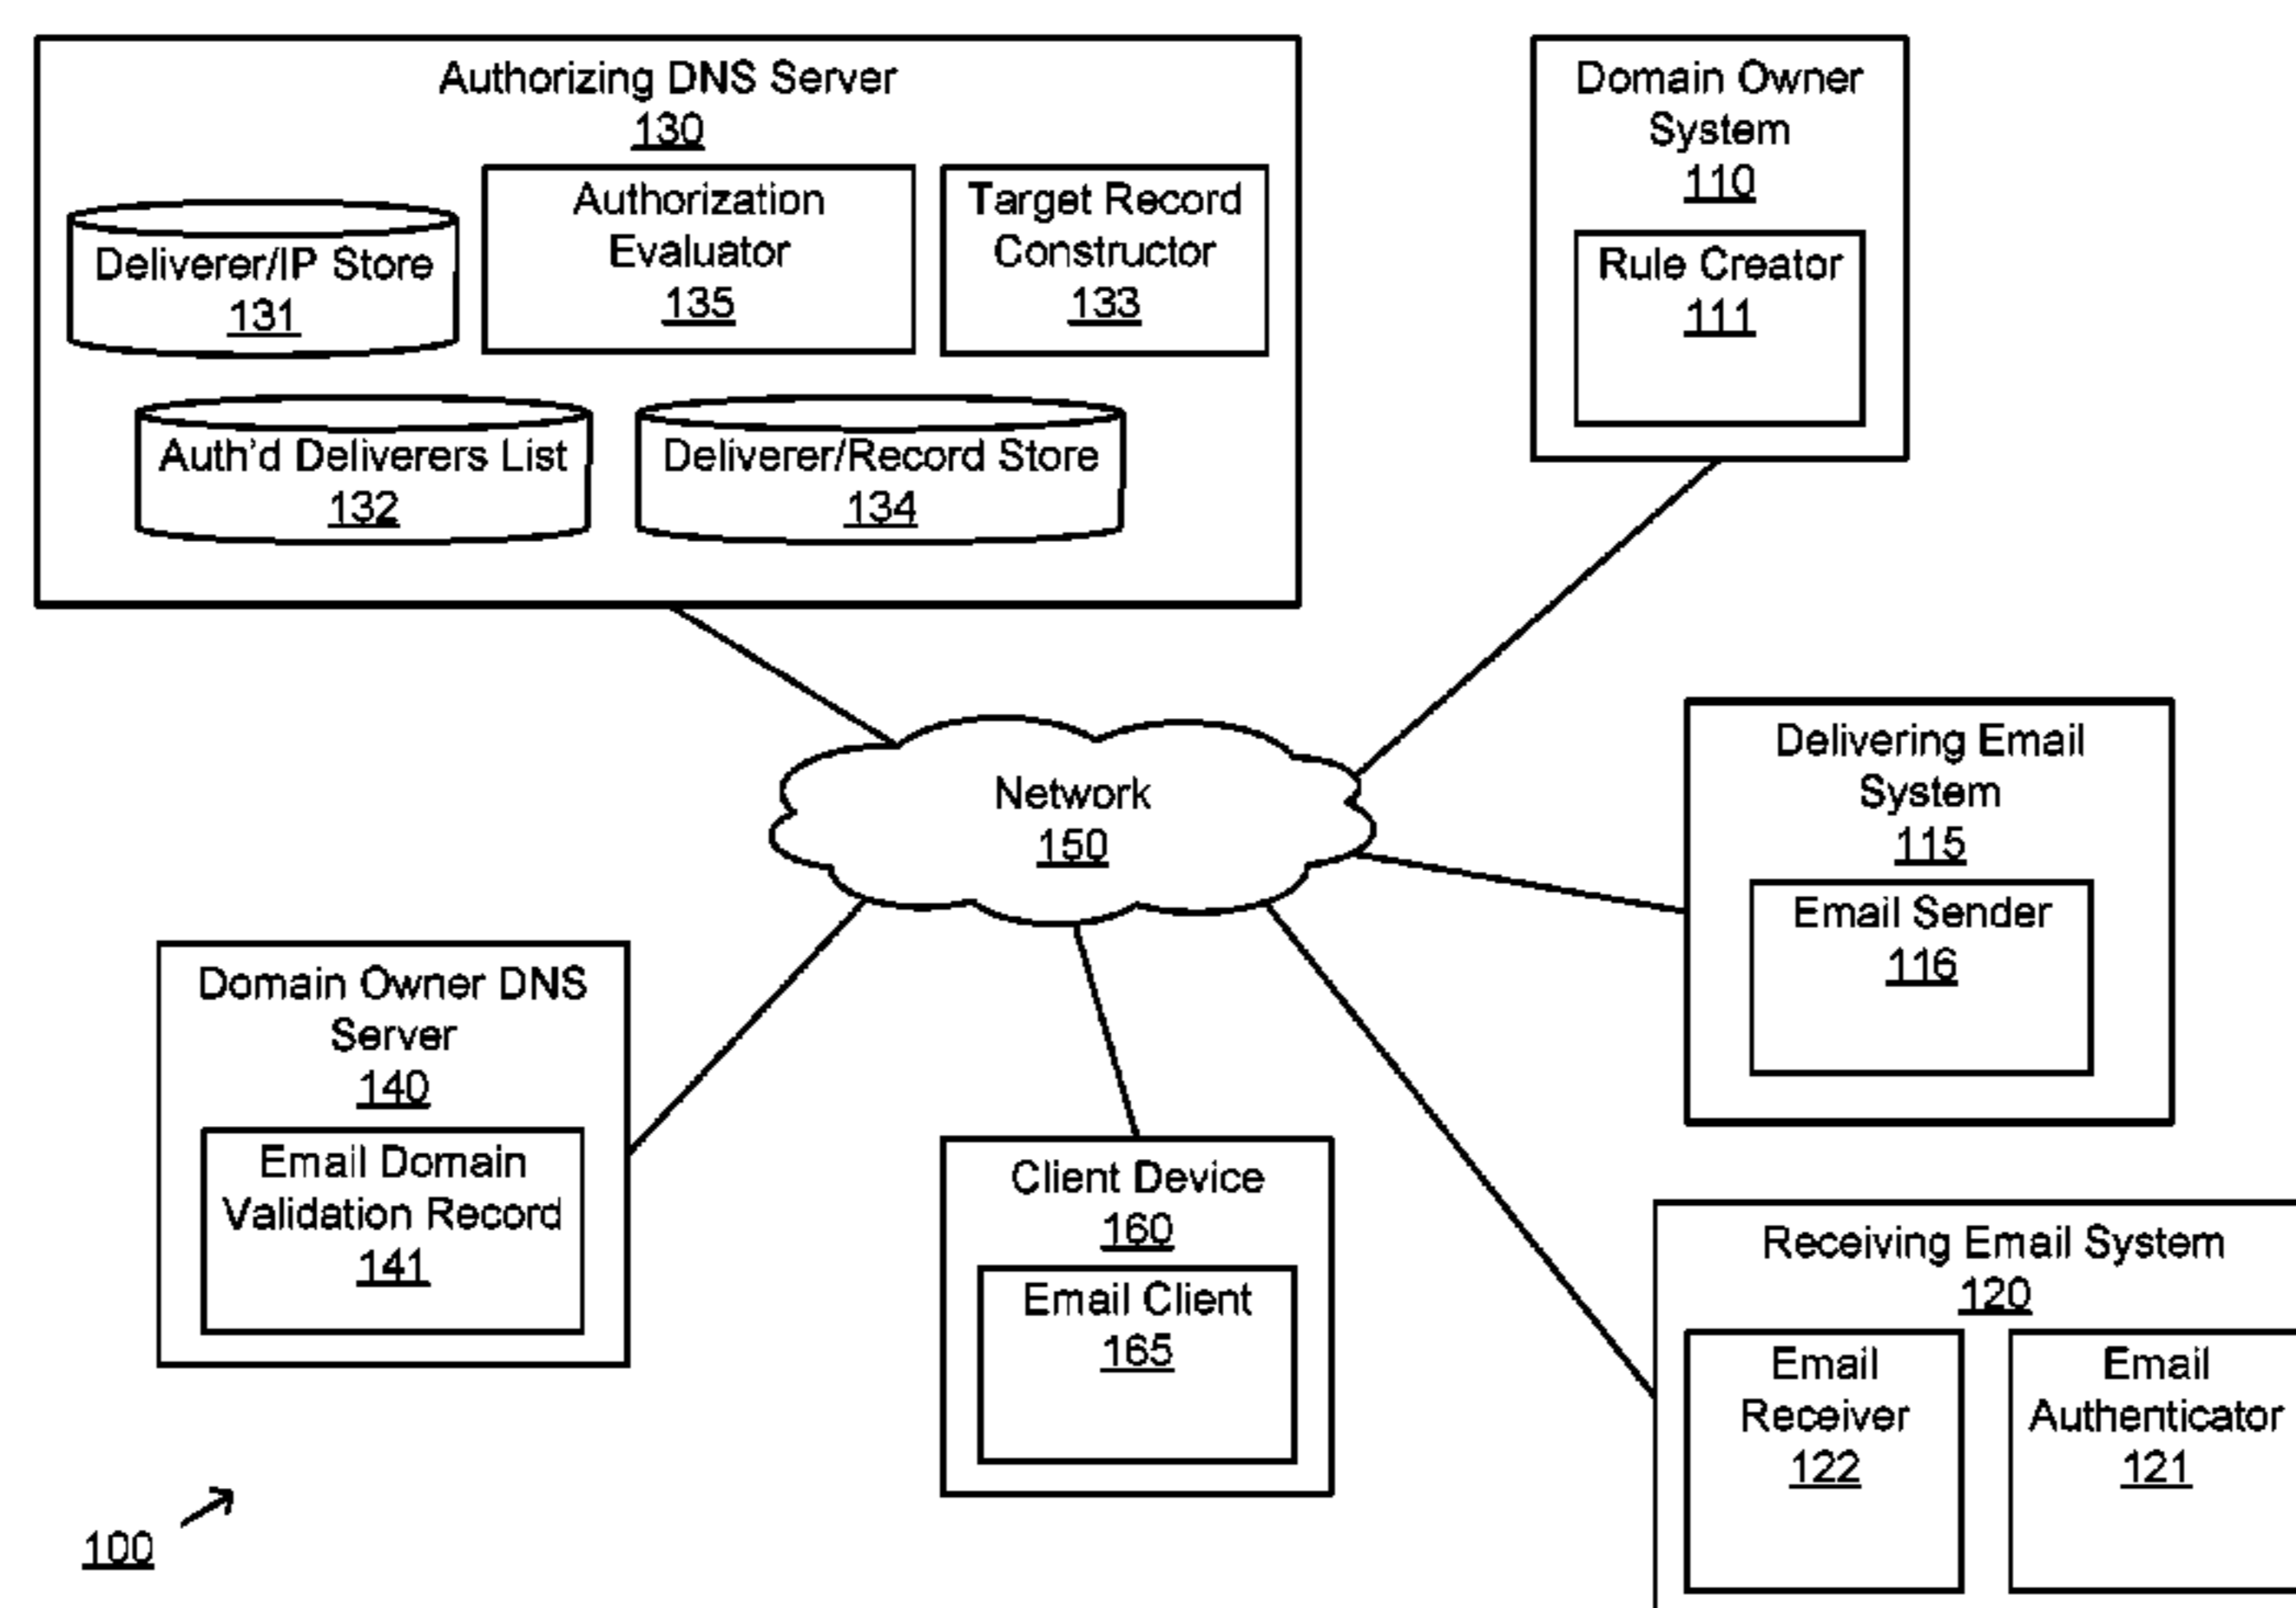 Authorizing DNS Server
130
Deliverer/IP Store
131
Authorization
Evaluator
135
Target Record
Constructor
133
Auth'd Deliverers List
132
Deliverer/Record Store
134
Domain Owner
System
110
Rule Creator
111
Network
150
Delivering Email
System
115
Email Sender
116
Domain Owner DNS
Server
140
Email Domain
Validation Record
141
Client Device
160
Email Client
165
Receiving Email System
120
Email
Receiver
122
Email
Authenticator
121
100